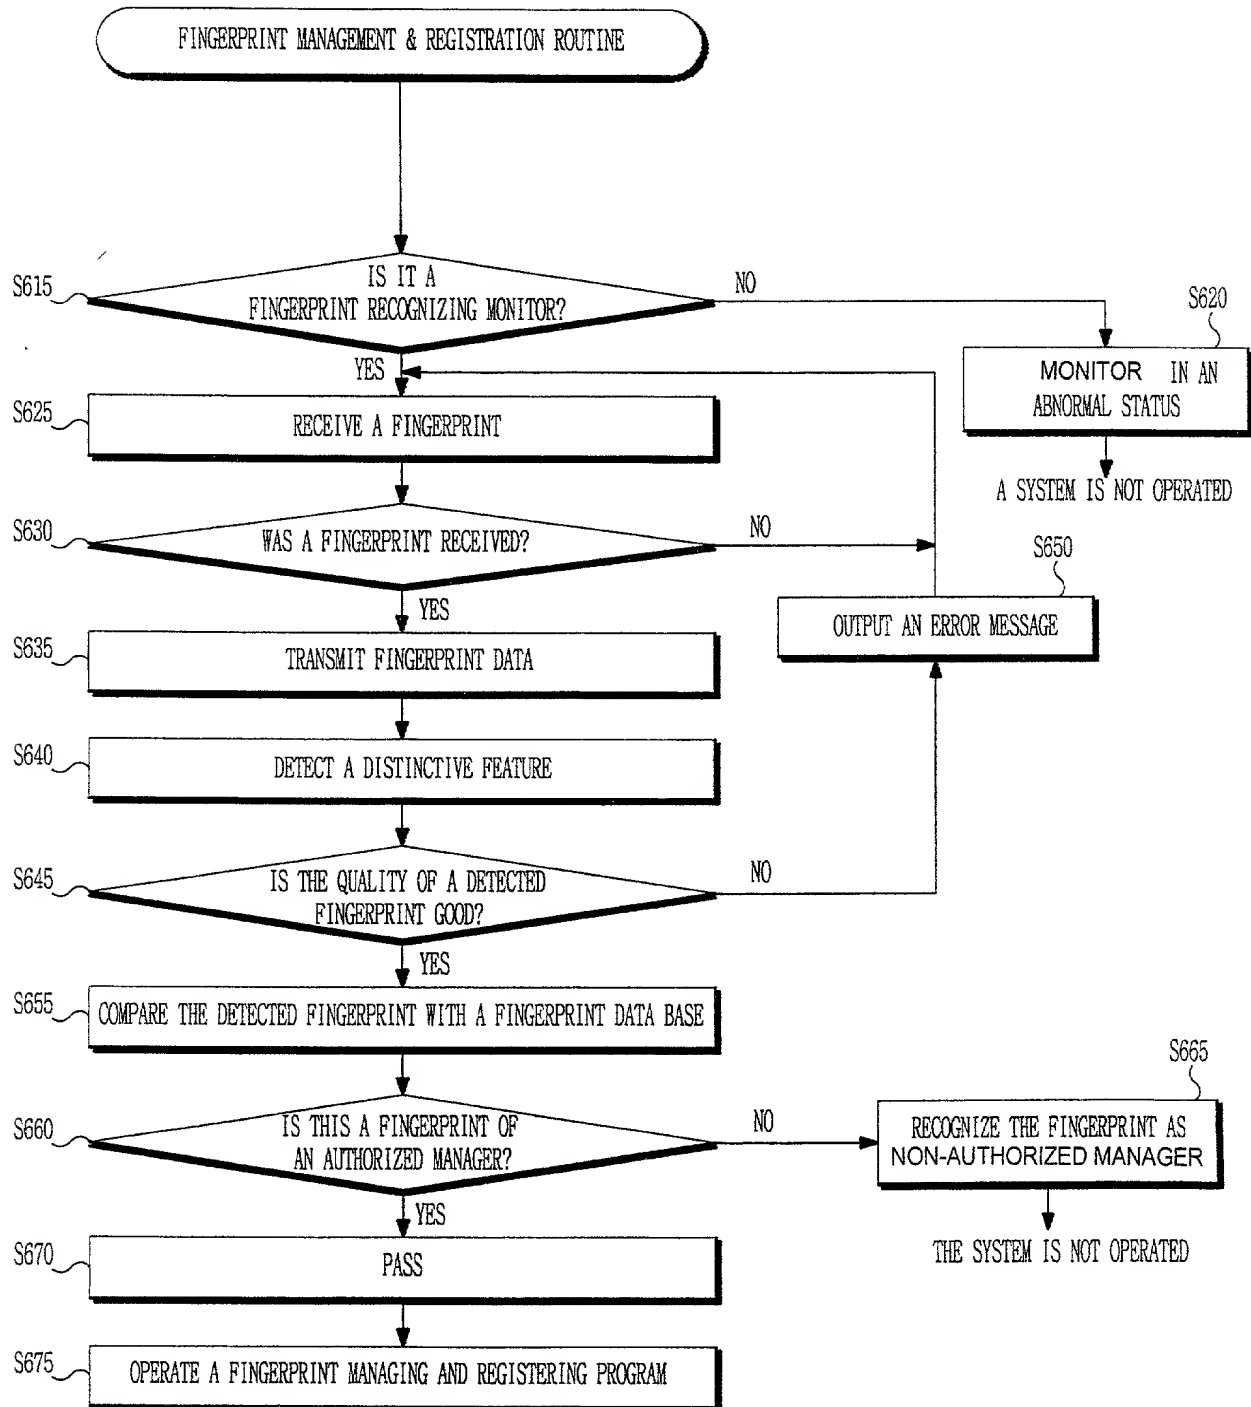 FINGERPRINT MANAGEMENT & REGISTRATION ROUTINE
S615
IS IT A
FINGERPRINT RECOGNIZING MONITOR?
NO
YES
S620
MONITOR IN AN
ABNORMAL STATUS
A SYSTEM IS NOT OPERATED
S625
RECEIVE A FINGERPRINT
S630
WAS A FINGERPRINT RECEIVED?
NO
YES
S650
OUTPUT AN ERROR MESSAGE
S635
TRANSMIT FINGERPRINT DATA
S640
DETECT A DISTINCTIVE FEATURE
S645
IS THE QUALITY OF A DETECTED
FINGERPRINT GOOD?
NO
YES
S655
COMPARE THE DETECTED FINGERPRINT WITH A FINGERPRINT DATA BASE
S660
IS THIS A FINGERPRINT OF
AN AUTHORIZED MANAGER?
NO
YES
S665
RECOGNIZE THE FINGERPRINT AS
NON-AUTHORIZED MANAGER
THE SYSTEM IS NOT OPERATED
S670
PASS
S675
OPERATE A FINGERPRINT MANAGING AND REGISTERING PROGRAM